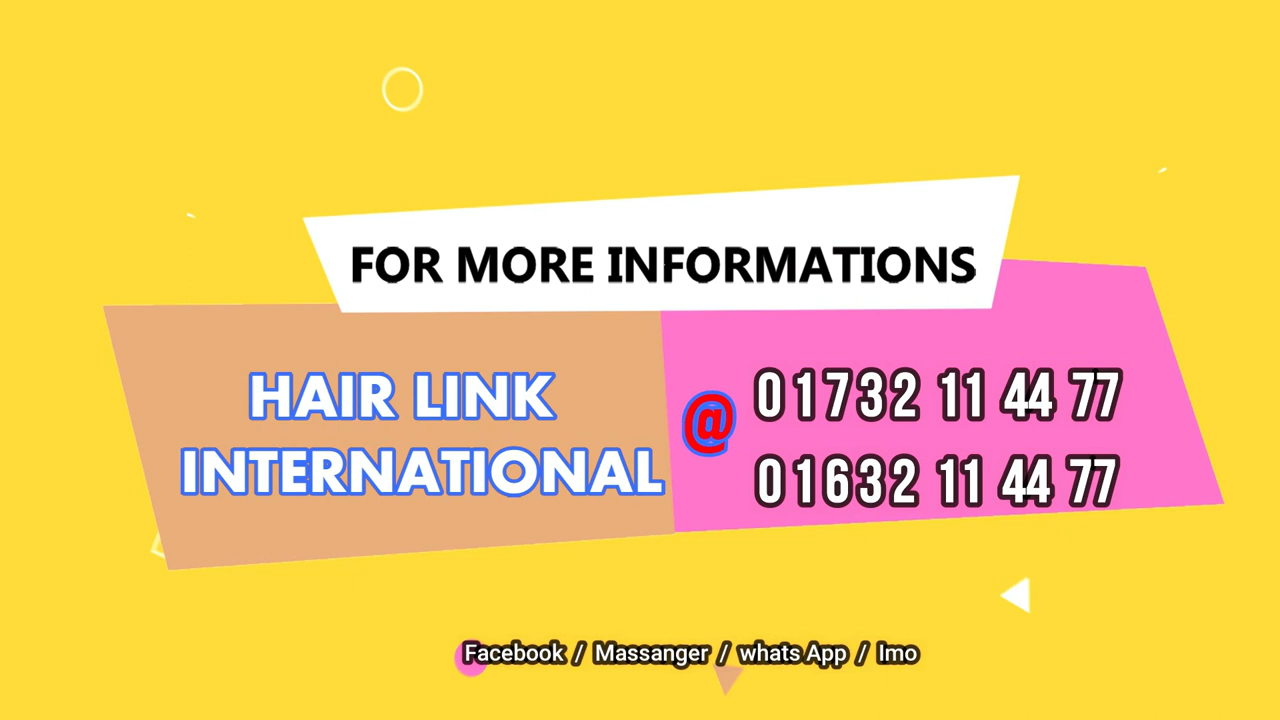 FOR MORE INFORMATIONS
HAIR LINK
INTERNATIONAL
@ 01732 11 44 77
01632 11 44 77
Facebook / Massanger / whats App / Imo